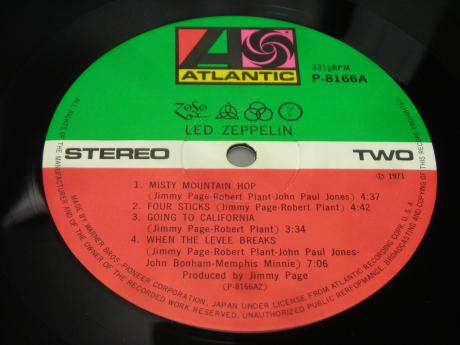 ATLANTIC
33⅓RPM
P-8166A
LED ZEPPELIN
STEREO
TWO
℗ 1971
1. MISTY MOUNTAIN HOP
(Jimmy Page-Robert Plant-John Paul Jones) 4:37
2. FOUR STICKS (Jimmy Page-Robert Plant) 4:42
3. GOING TO CALIFORNIA
(Jimmy Page-Robert Plant) 3:34
4. WHEN THE LEVEE BREAKS
(Jimmy Page-Robert Plant-John Paul Jones-
John Bonham-Memphis Minnie) 7:06
Produced by Jimmy Page
(P-8166AZ)
MADE BY WARNER BROS. PIONEER CORPORATION, JAPAN UNDER LICENSE FROM ATLANTIC RECORDING CORP. U.S.A.
ALL RIGHTS OF THE MANUFACTURER AND OF THE OWNER OF THE RECORDED WORK RESERVED. UNAUTHORIZED PUBLIC PERFORMANCE, BROADCASTING AND COPYING OF THIS RECORD PROHIBITED